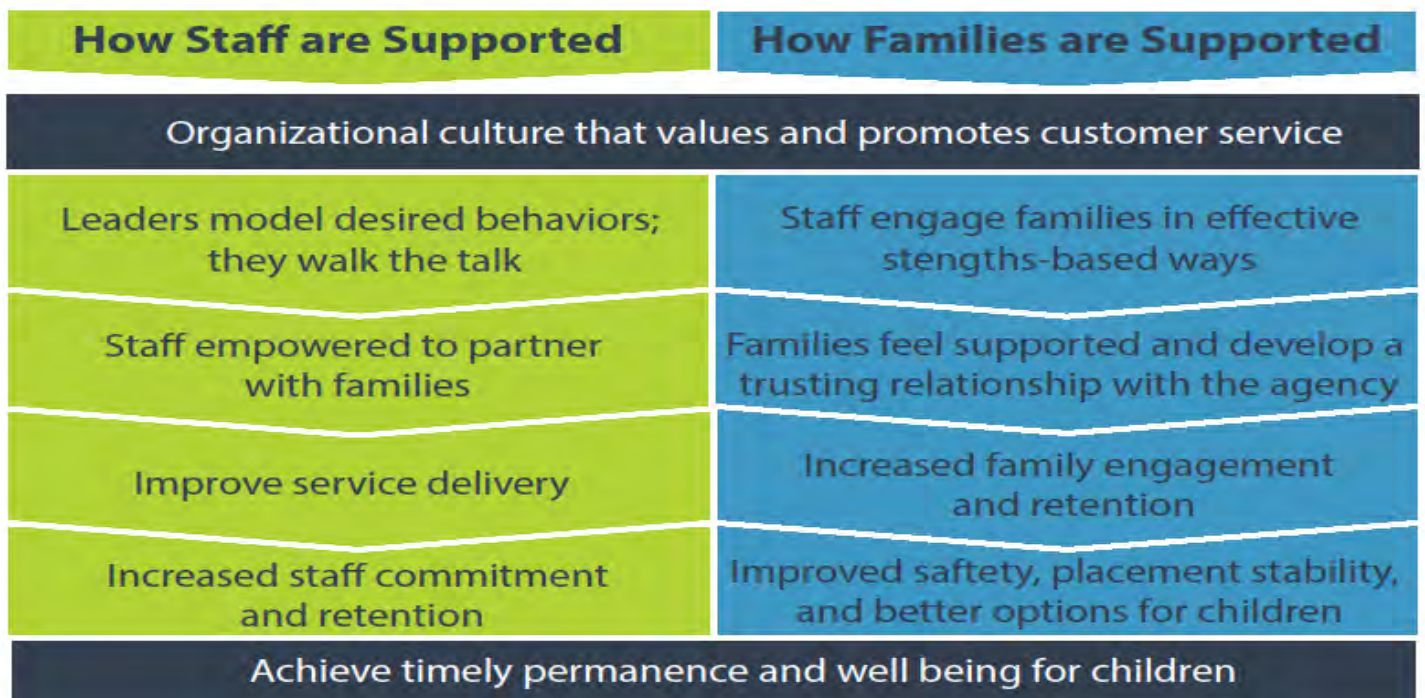 How Staff are Supported
How Families are Supported
Organizational culture that values and promotes customer service
Leaders model desired behaviors;
they walk the talk
Staff engage families in effective
stengths-based ways
Staff empowered to partner
with families
Families feel supported and develop a
trusting relationship with the agency
Improve service delivery
Increased family engagement
and retention
Increased staff commitment
and retention
Improved saftety, placement stability,
and better options for children
Achieve timely permanence and well being for children